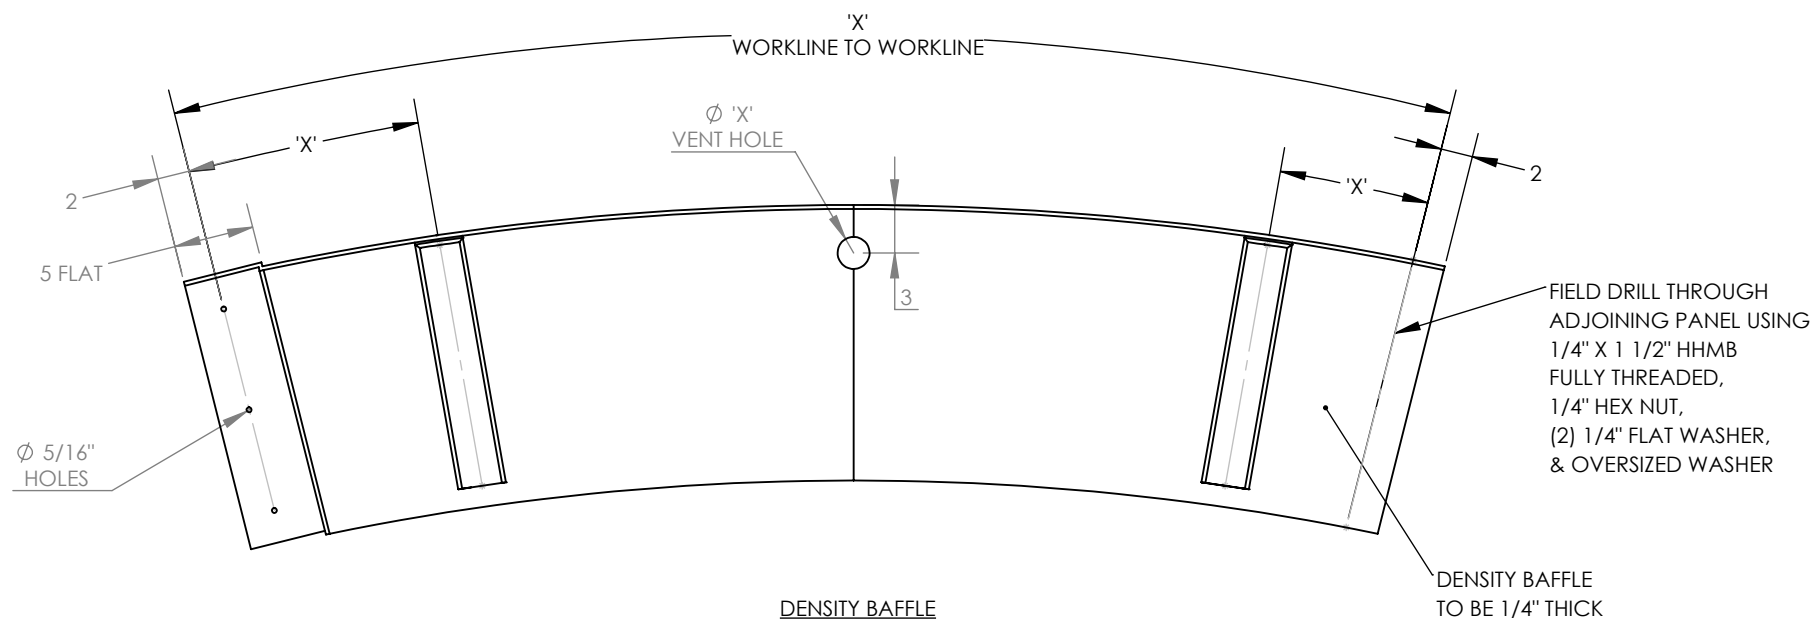 'X'
WORKLINE TO WORKLINE
'X'
Ø 'X'
VENT HOLE
2
'X'
2
5 FLAT
3
Ø 5/16"
HOLES
FIELD DRILL THROUGH
ADJOINING PANEL USING
1/4" X 1 1/2" HHMB
FULLY THREADED,
1/4" HEX NUT,
(2) 1/4" FLAT WASHER,
& OVERSIZED WASHER
DENSITY BAFFLE
TO BE 1/4" THICK
DENSITY BAFFLE